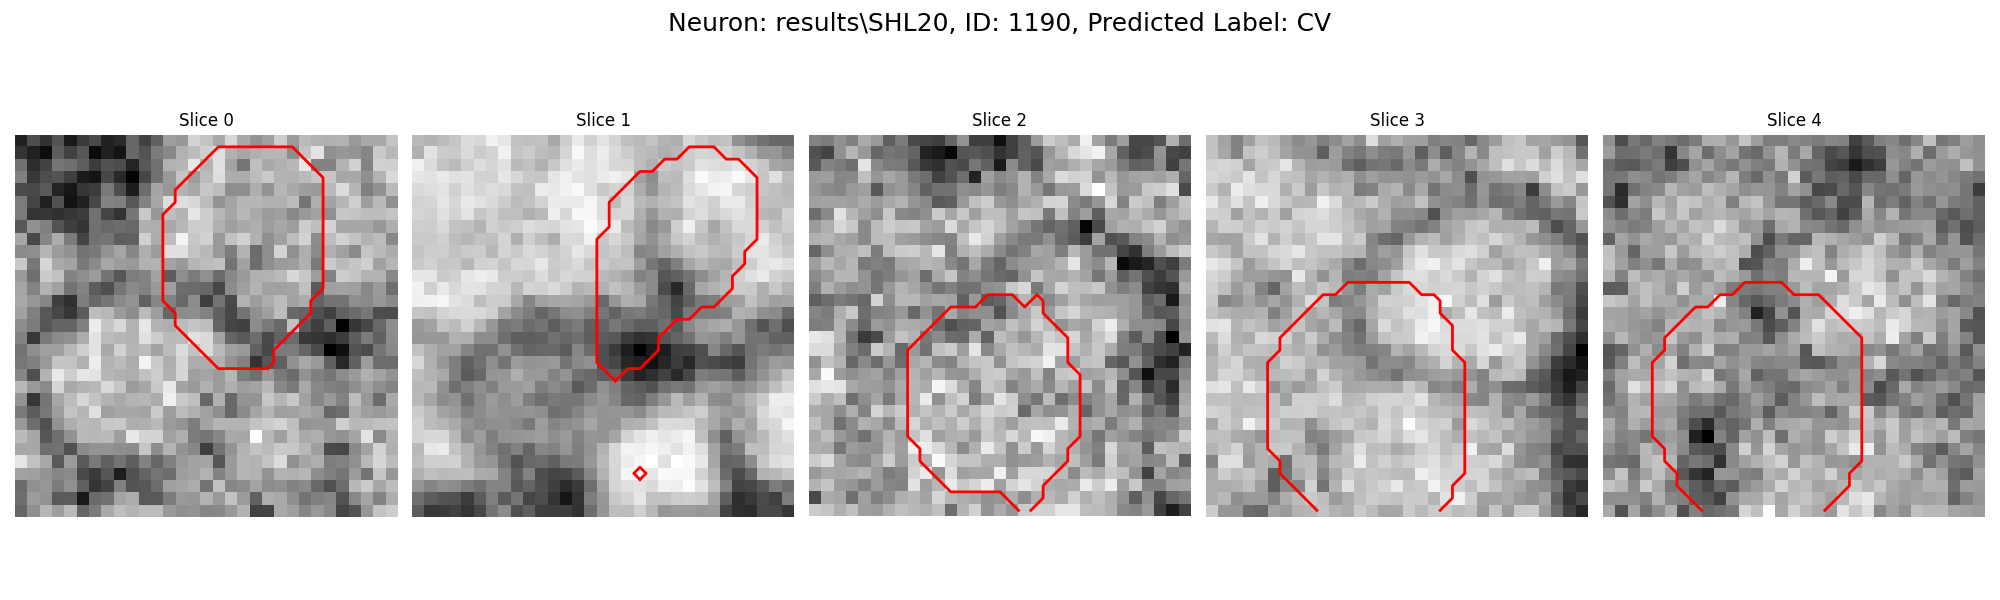 Neuron: results\SHL20, ID: 1190, Predicted Label: CV
Slice 0
Slice 1
Slice 2
Slice 3
Slice 4